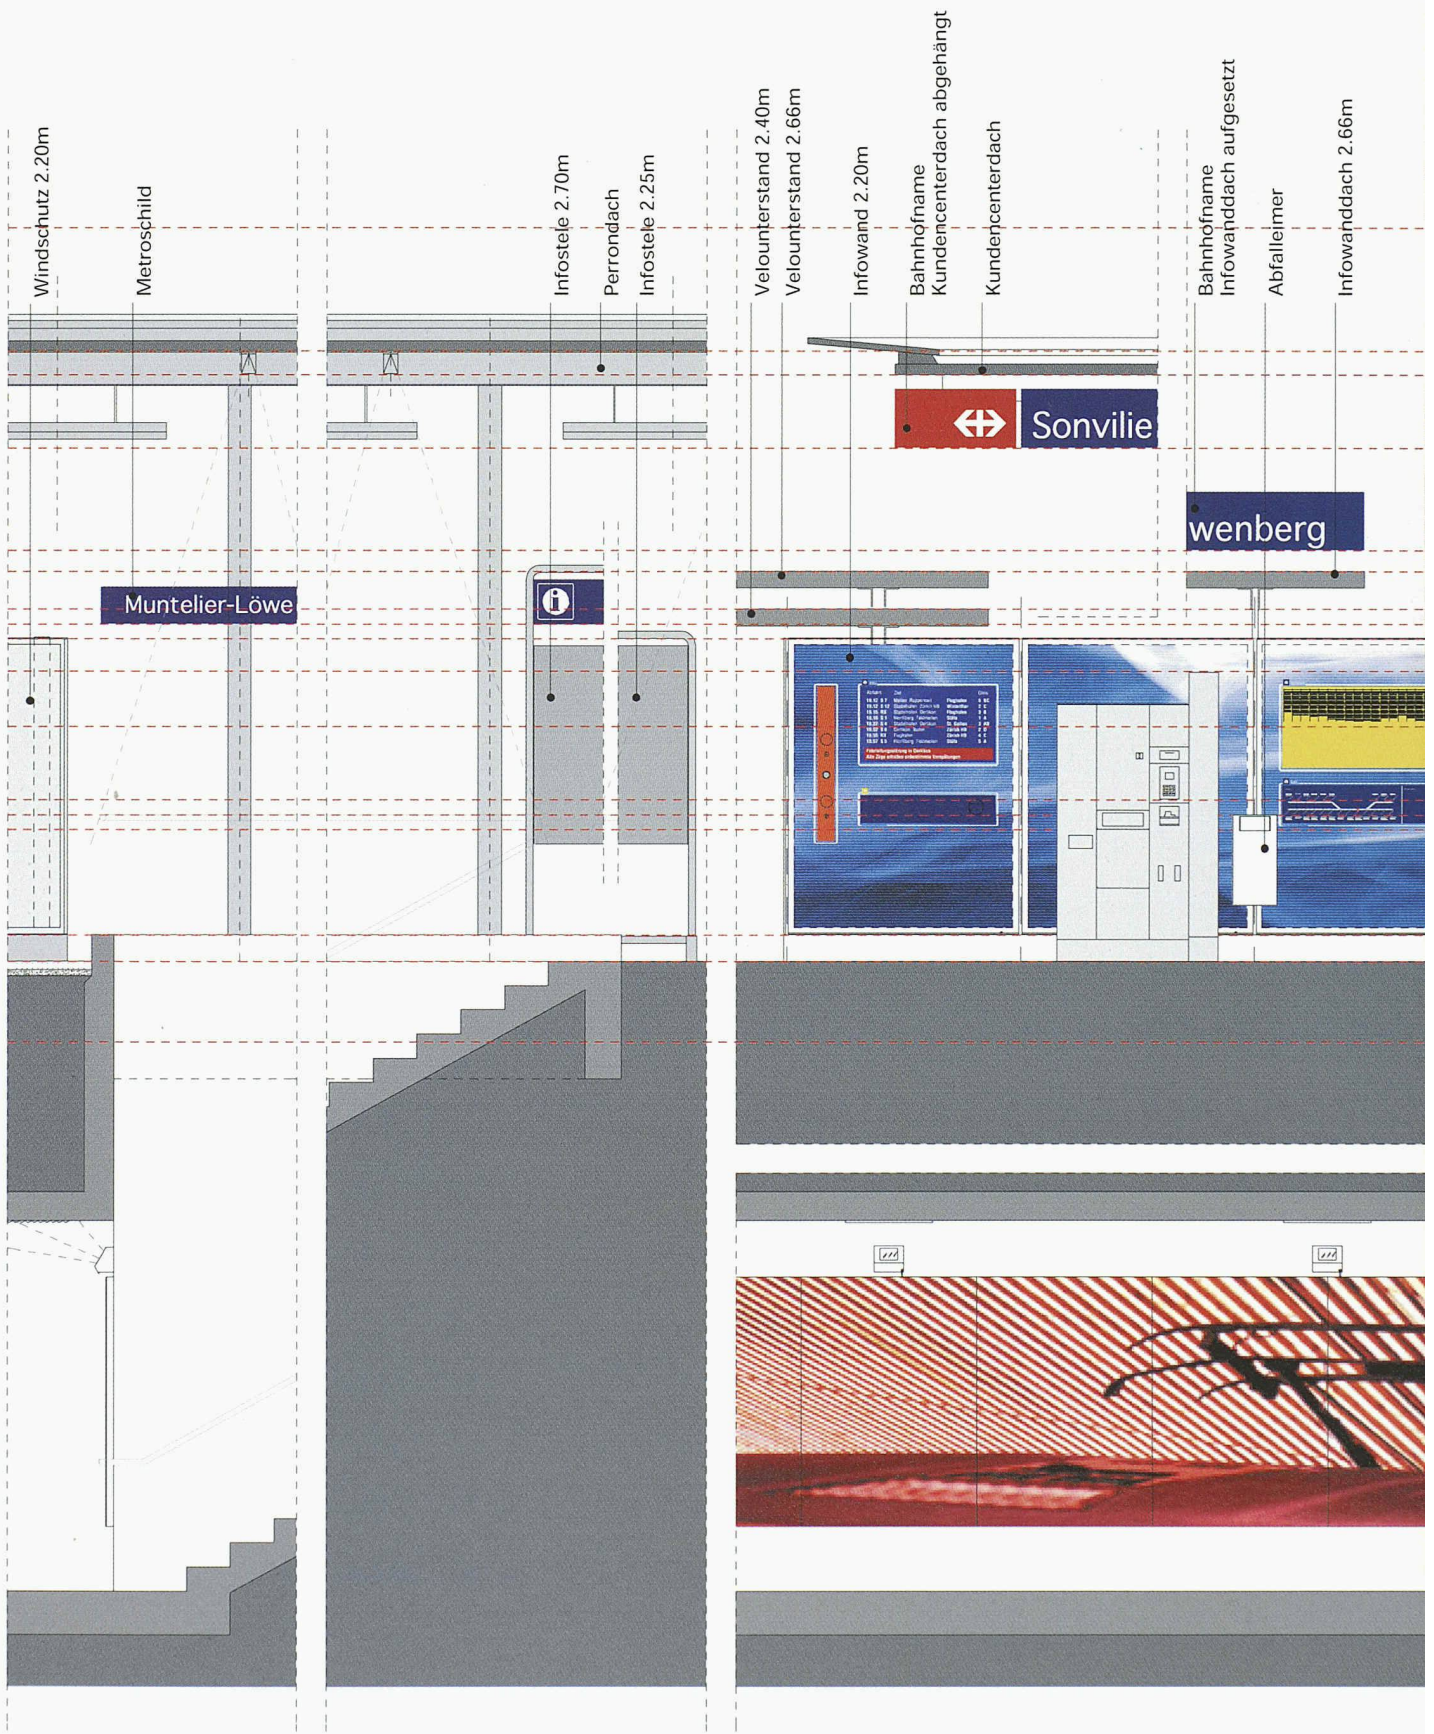 Windschutz 2.20m
Metroschild
Infostele 2.70m
Perrondach
Infostele 2.25m
Velounterstand 2.40m
Velounterstand 2.66m
Infowand 2.20m
Bahnhofname
Kundencenterdach abgehängt
Kundencenterdach
Bahnhofname
Infowanddach aufgesetzt
Abfalleimer
Infowanddach 2.66m
Sonvilie
wenberg
Muntelier-Löwe
i